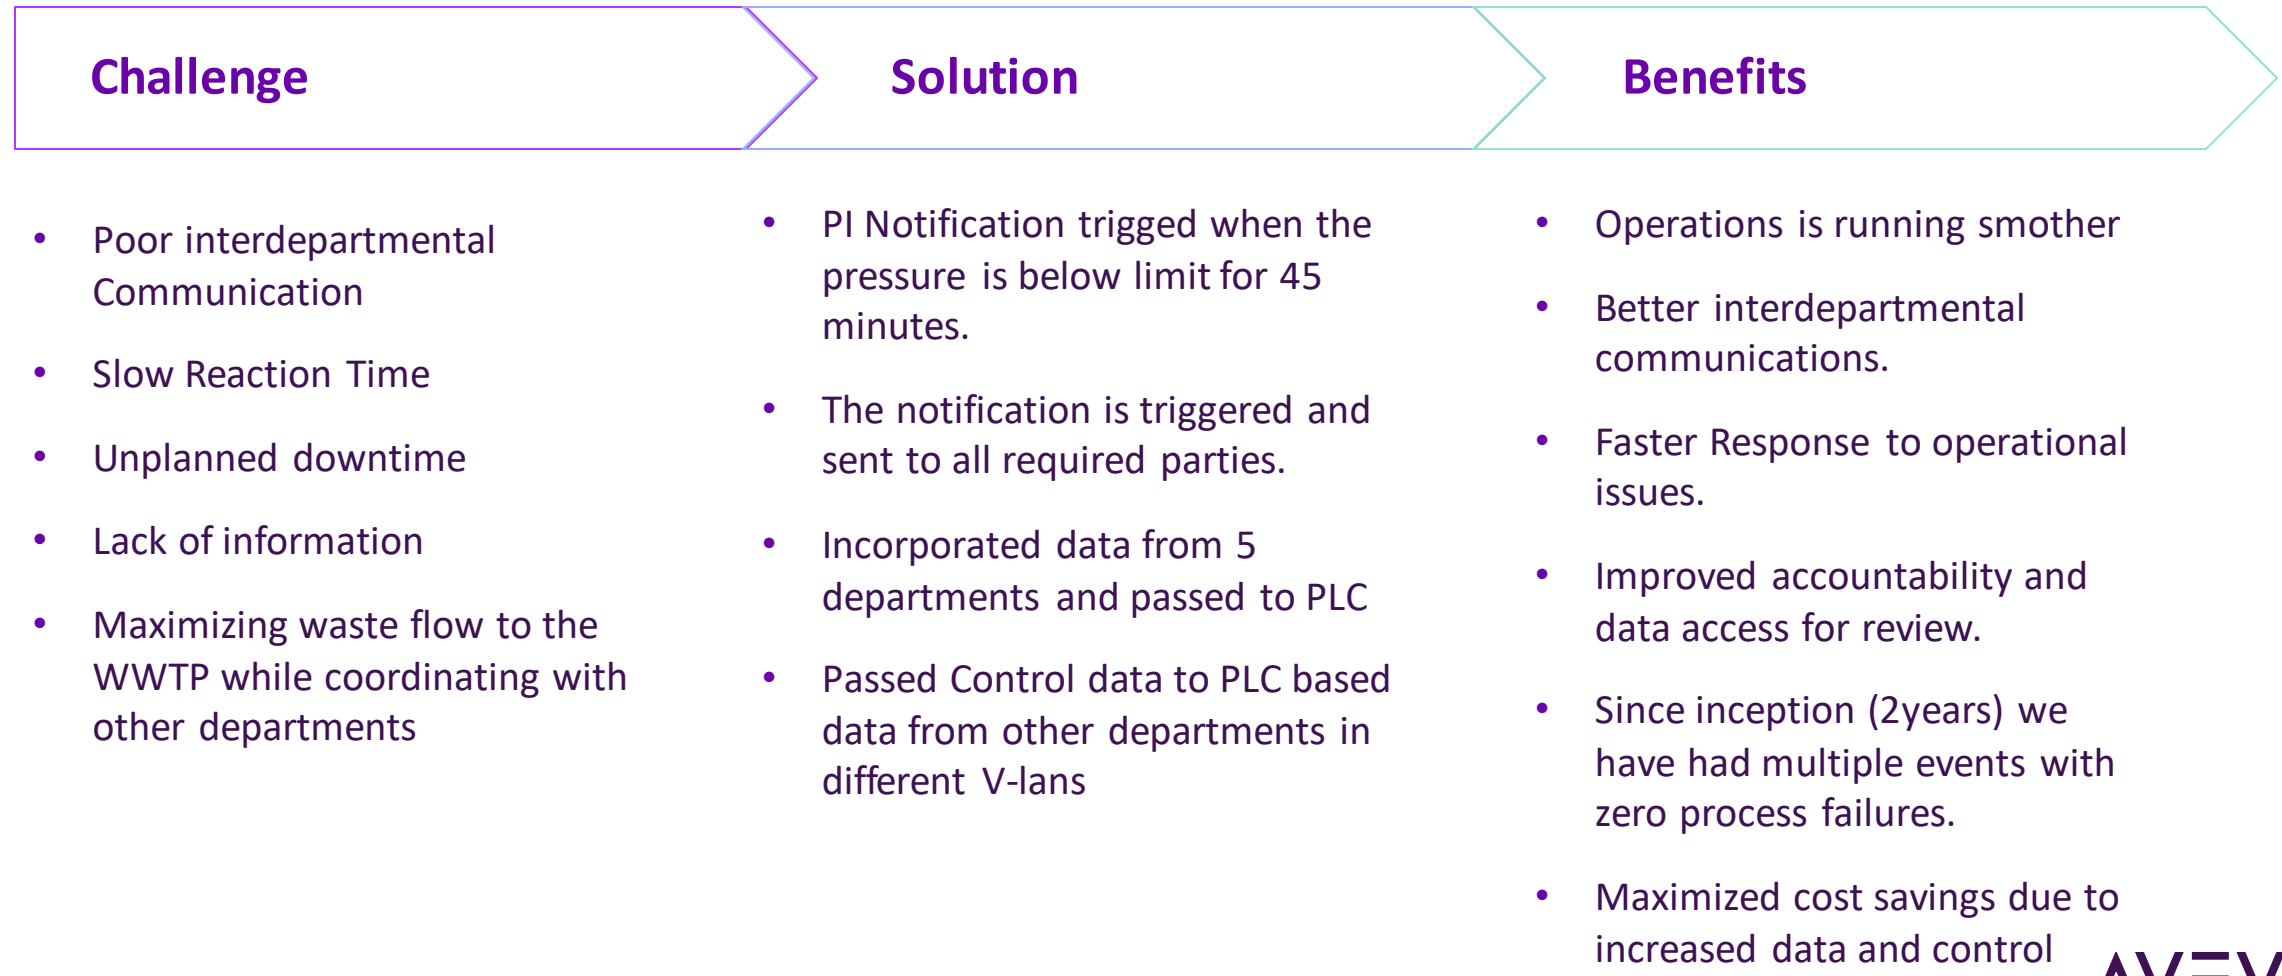 Challenge
Solution
Benefits
• Poor interdepartmental
Communication
• Slow Reaction Time
• Unplanned downtime
• Lack of information
• Maximizing waste flow to the
WWTP while coordinating with
other departments
• PI Notification trigged when the
pressure is below limit for 45
minutes.
• The notification is triggered and
sent to all required parties.
• Incorporated data from 5
departments and passed to PLC
• Passed Control data to PLC based
data from other departments in
different V-lans
• Operations is running smother
• Better interdepartmental
communications.
• Faster Response to operational
issues.
• Improved accountability and
data access for review.
• Since inception (2years) we
have had multiple events with
zero process failures.
• Maximized cost savings due to
increased data and control